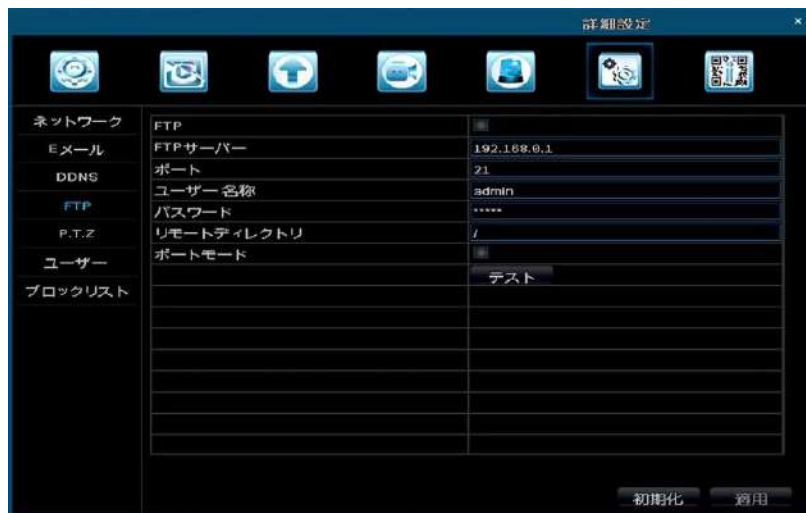 詳細設定 ×
ネットワーク
Eメール
DDNS
FTP
P.T.Z
ユーザー
ブロックリスト
FTP
FTPサーバー 192.168.0.1
ポート 21
ユーザー名称 admin
パスワード *****
リモートディレクトリ /
ポートモード
テスト
初期化 適用